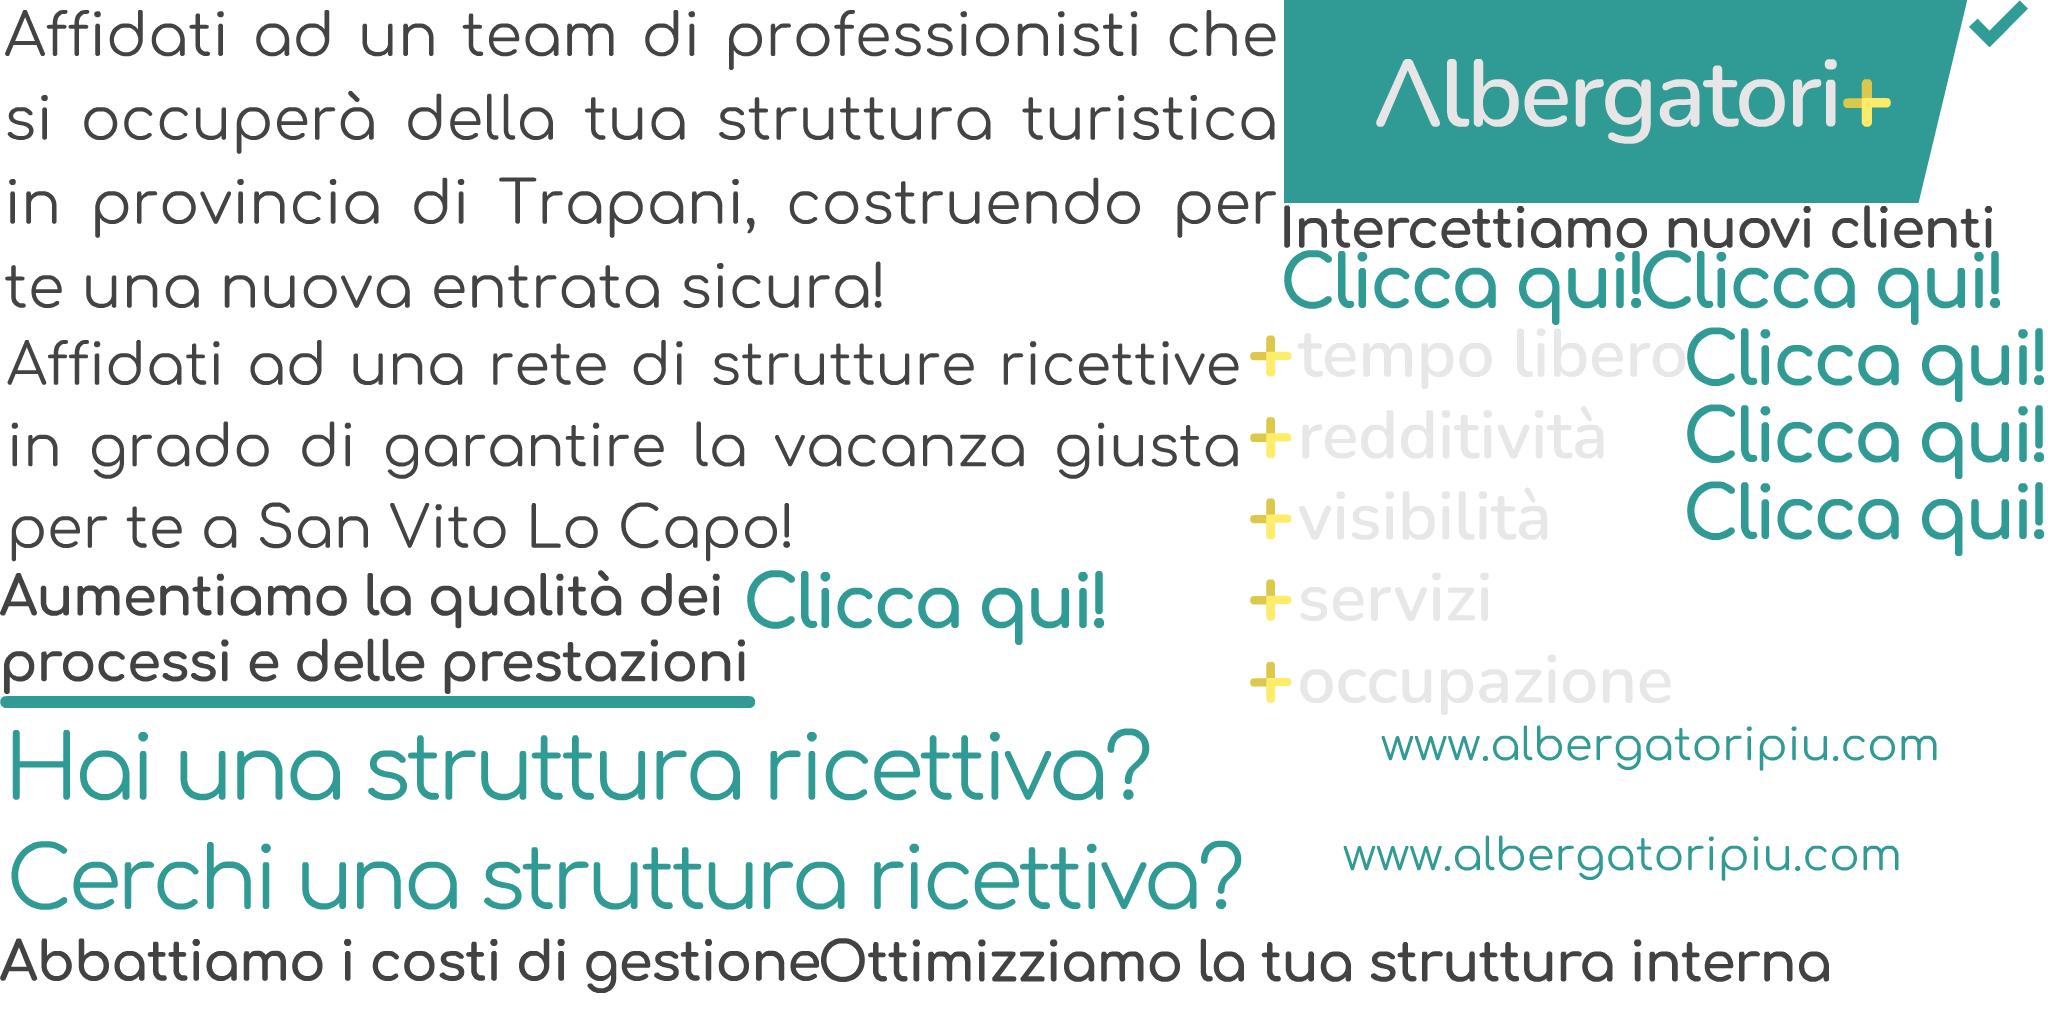 Affidati ad un team di professionisti che
si occuperà della tua struttura turistica
in provincia di Trapani, costruendo per
te una nuova entrata sicura!
Affidati ad una rete di strutture ricettive
in grado di garantire la vacanza giusta
per te a San Vito Lo Capo!
Aumentiamo la qualità dei
processi e delle prestazioni
Clicca qui!
Albergatori+
Intercettiamo nuovi clienti
Clicca qui!
Clicca qui!
+tempo libero
+redditività
+visibilità
+servizi
+occupazione
Clicca qui!
Clicca qui!
Clicca qui!
Hai una struttura ricettiva?
www.albergatoripiu.com
Cerchi una struttura ricettiva?
www.albergatoripiu.com
Abbattiamo i costi di gestione
Ottimizziamo la tua struttura interna